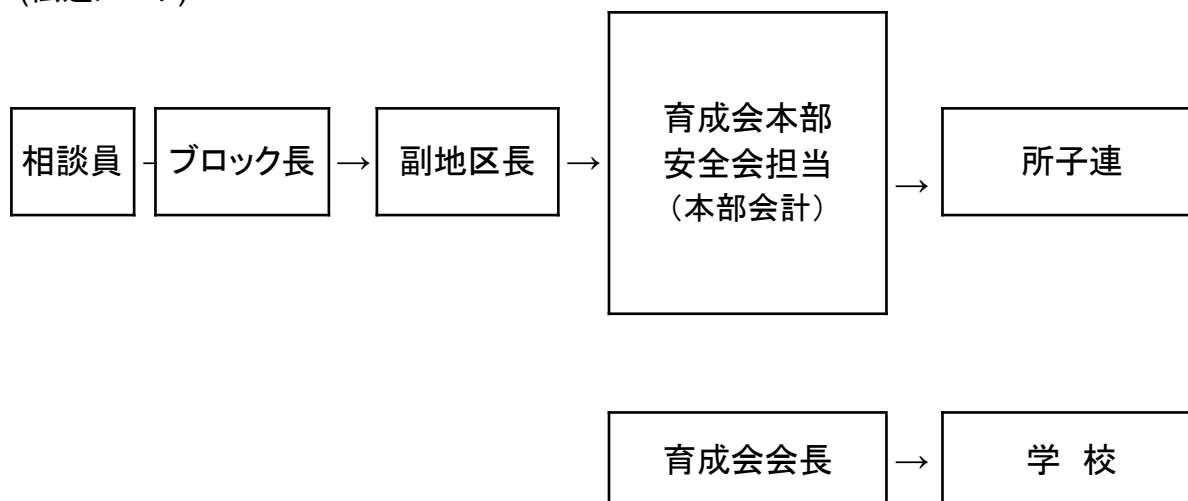 相談員
ブロック長
→
副地区長
→
育成会本部
安全会担当
（本部会計）
→
所子連
育成会会長
→
学 校